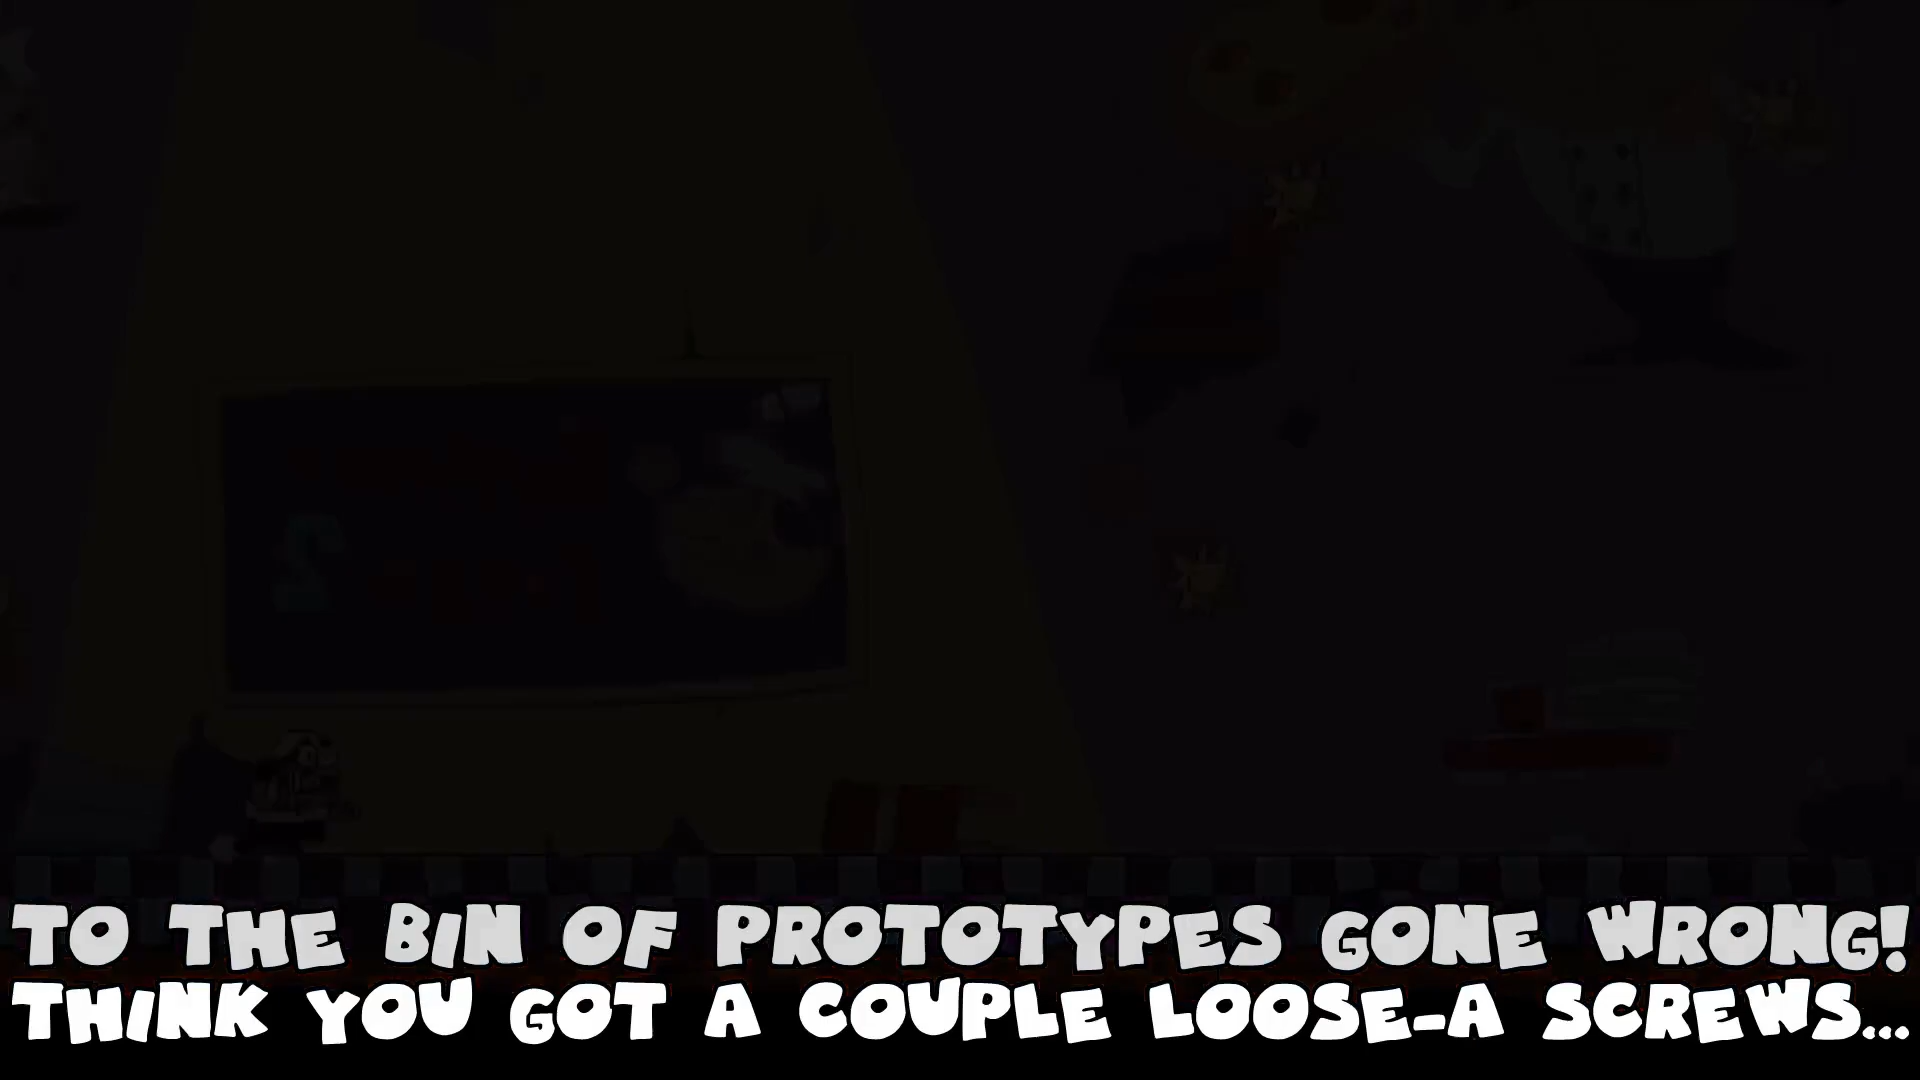 TO THE BIN OF PROTOTYPES GONE WRONG!
THINK YOU GOT A COUPLE LOOSE-A SCREWS...